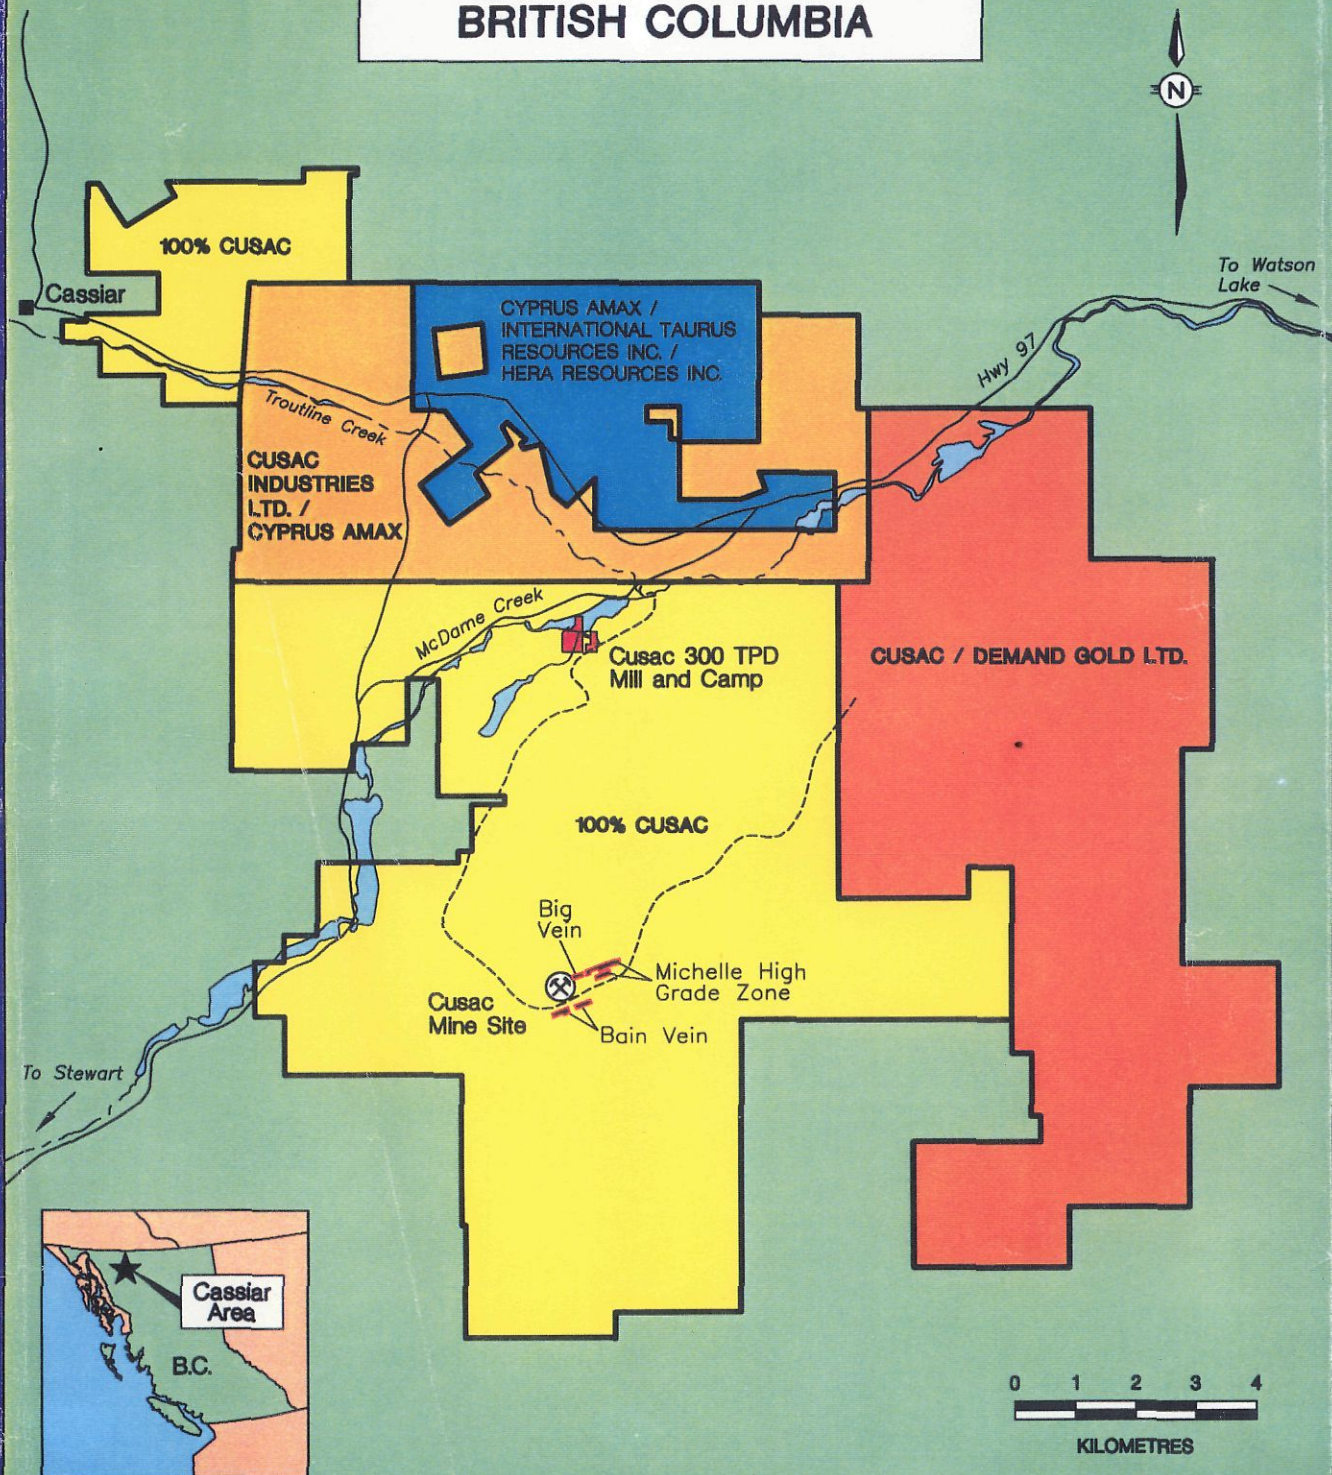 BRITISH COLUMBIA
N
To Watson
Lake
100% CUSAC
Cassiar
CYPRUS AMAX /
INTERNATIONAL TAURUS
RESOURCES INC. /
HERA RESOURCES INC.
Hwy 97
Troutline Creek
CUSAC
INDUSTRIES
LTD. /
CYPRUS AMAX
McDame Creek
Cusac 300 TPD
Mill and Camp
CUSAC / DEMAND GOLD LTD.
100% CUSAC
Big
Vein
Michelle High
Grade Zone
Cusac
Mine Site
Bain Vein
To Stewart
Cassiar
Area
B.C.
0 1 2 3 4
KILOMETRES